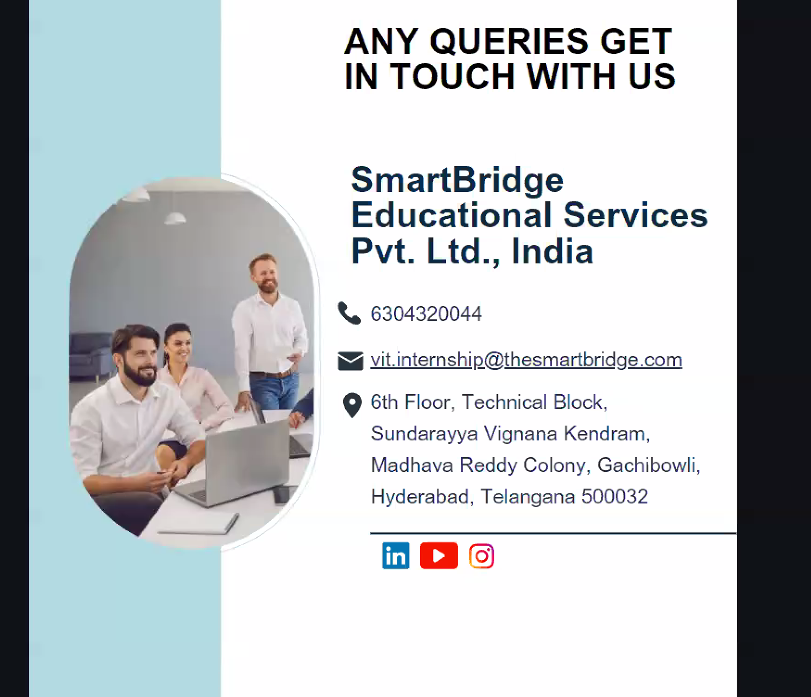 ANY QUERIES GET
IN TOUCH WITH US
SmartBridge
Educational Services
Pvt. Ltd., India
6304320044
vit.internship@thesmartbridge.com
6th Floor, Technical Block,
Sundarayya Vignana Kendram,
Madhava Reddy Colony, Gachibowli,
Hyderabad, Telangana 500032
in